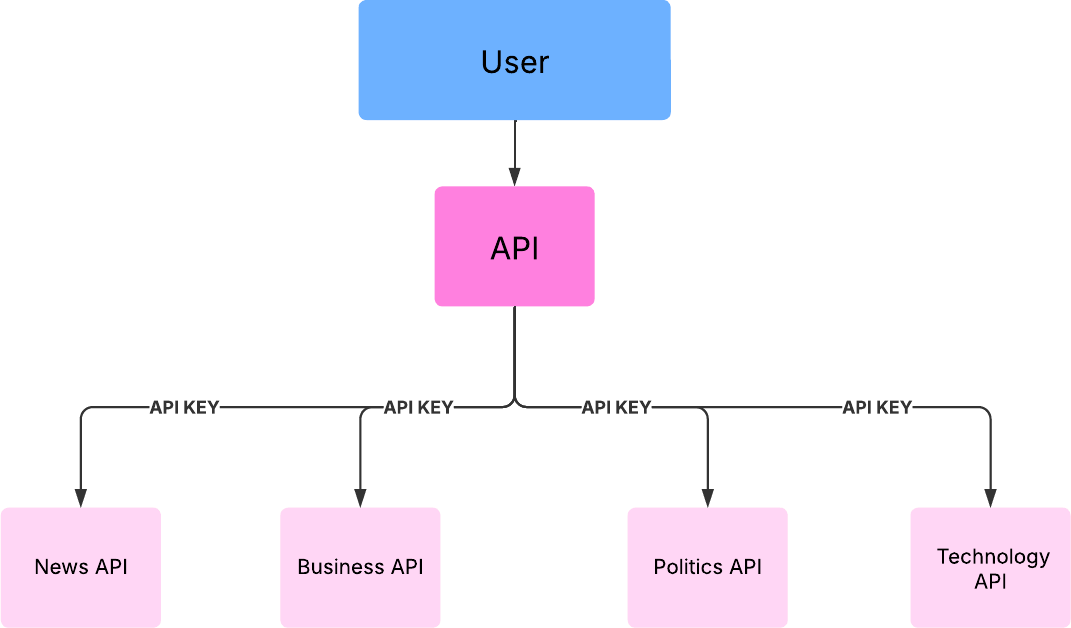 User
API
API KEY
API KEY
API KEY
API KEY
News API
Business API
Politics API
Technology
API